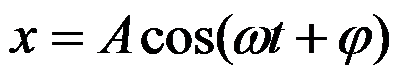 x = A cos(ωt + φ)